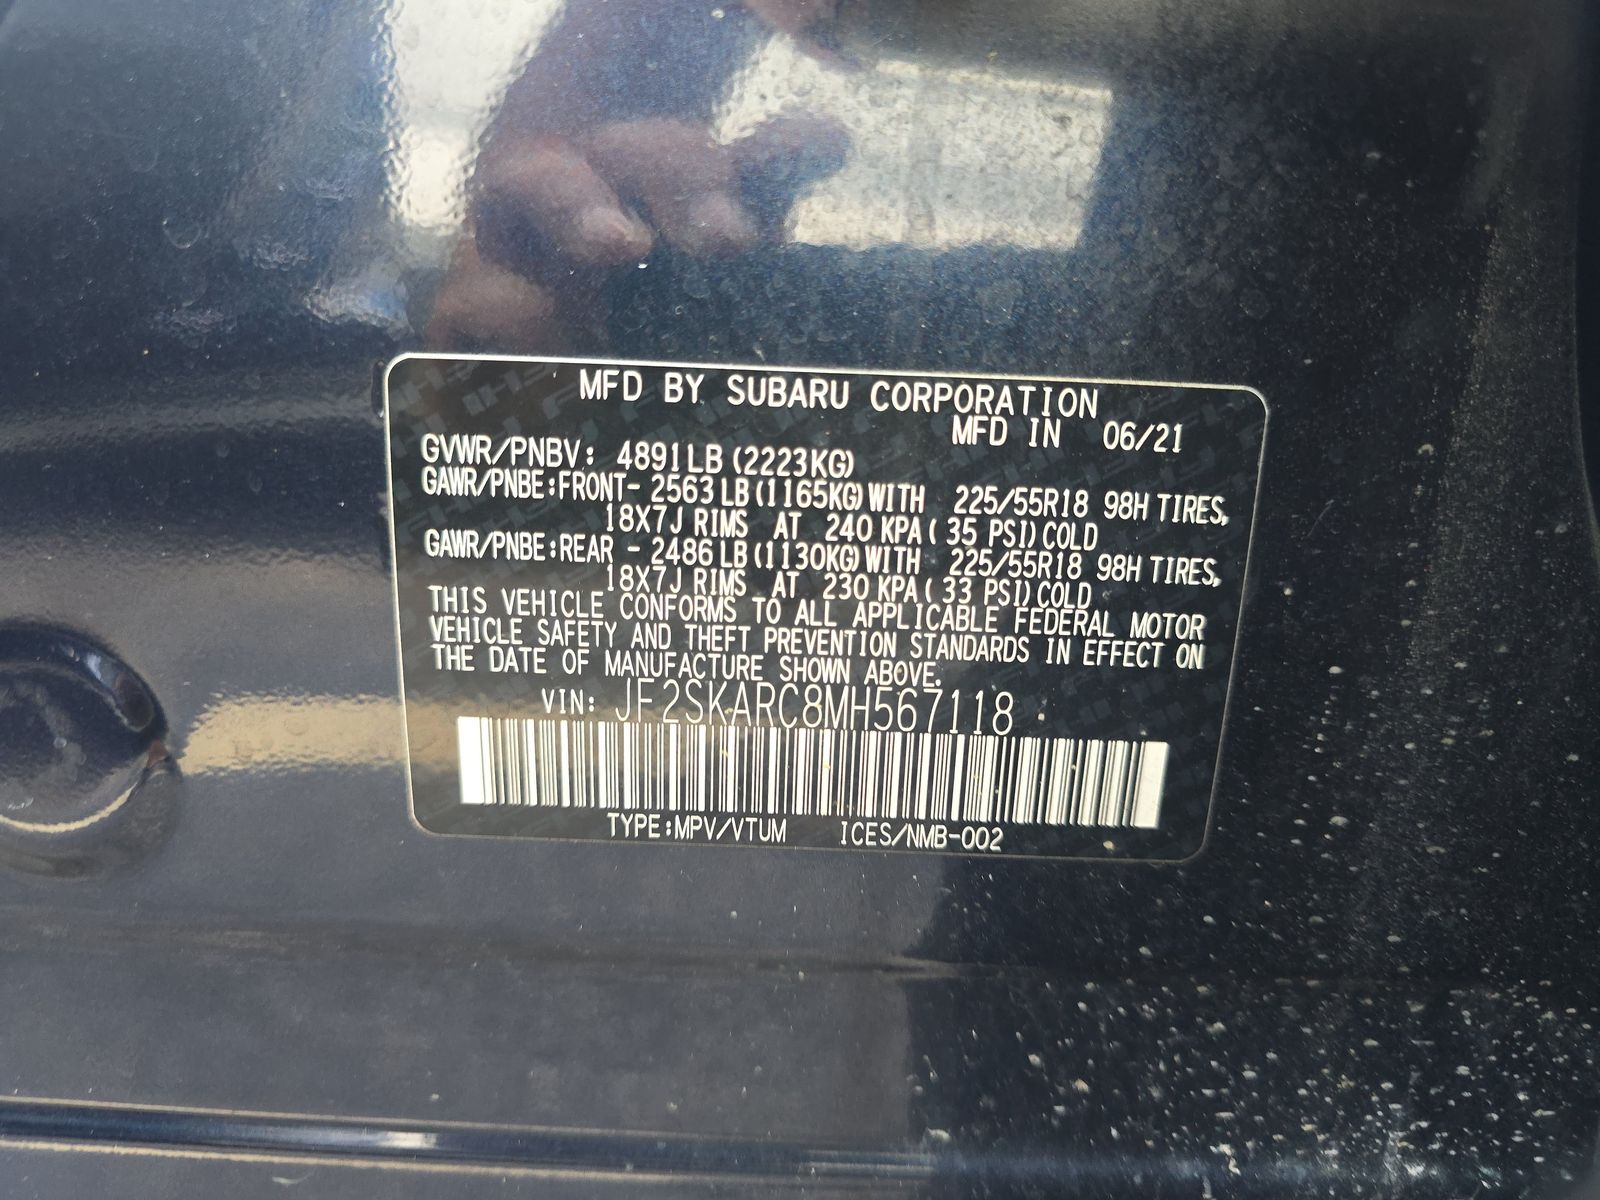 MFD BY SUBARU CORPORATION
MFD IN 06/21
GVWR/PNBV: 4891LB (2223KG)
GAWR/PNBE:FRONT- 2563LB(1165KG)WITH 225/55R18 98H TIRES,
18X7J RIMS AT 240 KPA( 35 PSI)COLD
GAWR/PNBE:REAR - 2486LB(1130KG)WITH 225/55R18 98H TIRES,
18X7J RIMS AT 230 KPA( 33 PSI)COLD
THIS VEHICLE CONFORMS TO ALL APPLICABLE FEDERAL MOTOR
VEHICLE SAFETY AND THEFT PREVENTION STANDARDS IN EFFECT ON
THE DATE OF MANUFACTURE SHOWN ABOVE.
VIN: JF2SKARC8MH567118
TYPE:MPV/VTUM ICES/NMB-002